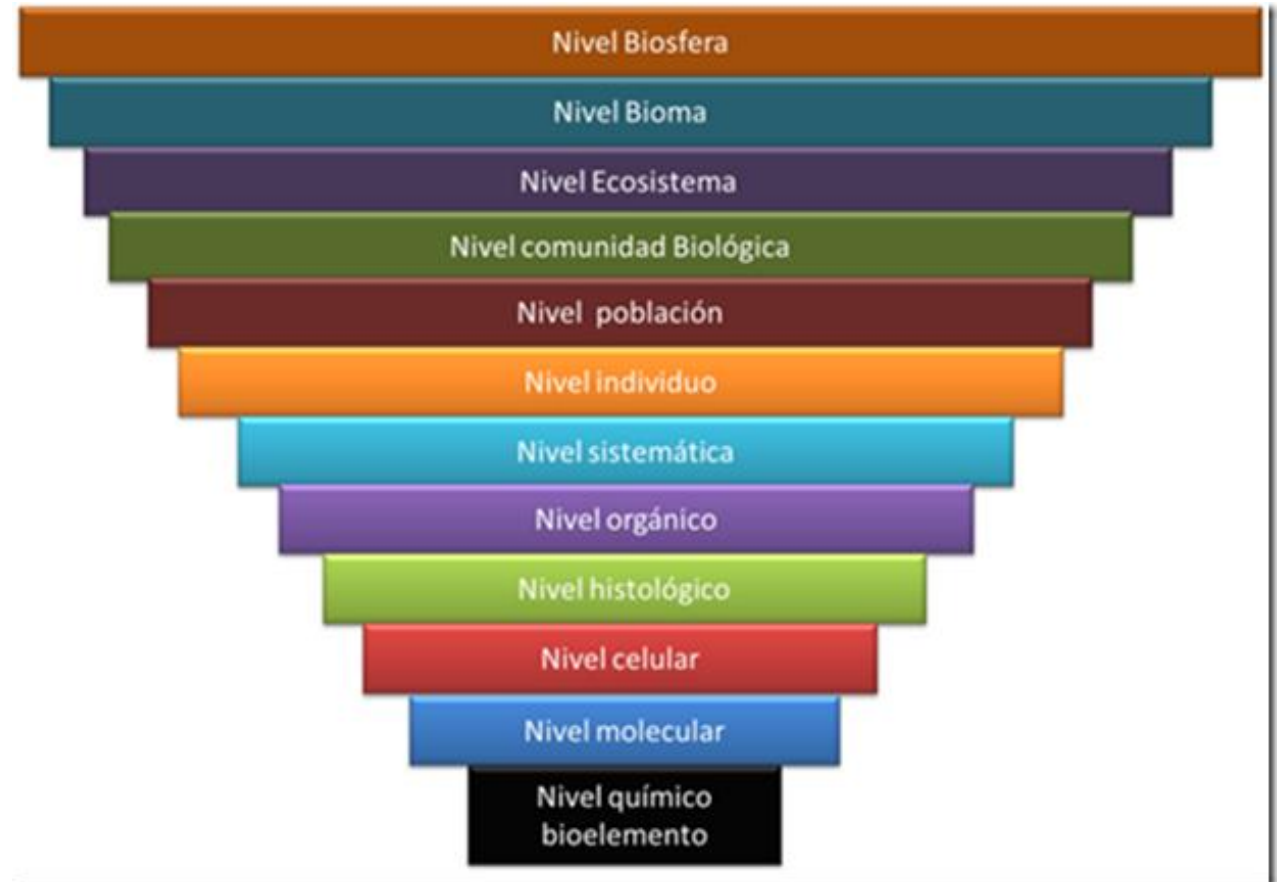 Nivel Biosfera
Nivel Bioma
Nivel Ecosistema
Nivel comunidad Biológica
Nivel población
Nivel individuo
Nivel sistemática
Nivel orgánico
Nivel histológico
Nivel celular
Nivel molecular
Nivel químico
bioelemento